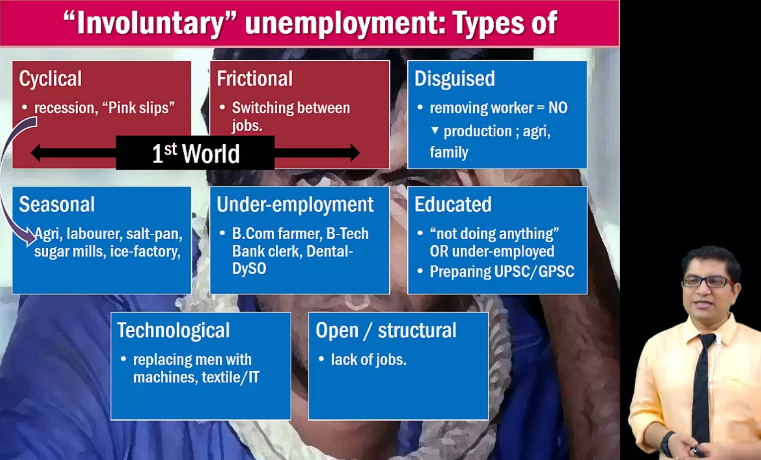 “Involuntary” unemployment: Types of
Cyclical
• recession, “Pink slips”
Frictional
• Switching between
jobs.
1st World
Disguised
• removing worker = NO
▼ production ; agri,
family
Seasonal
Agri, labourer, salt-pan,
sugar mills, ice-factory,
Under-employment
• B.Com farmer, B-Tech
Bank clerk, Dental-
DySO
Educated
• “not doing anything”
OR under-employed
• Preparing UPSC/GPSC
Technological
• replacing men with
machines, textile/IT
Open / structural
• lack of jobs.